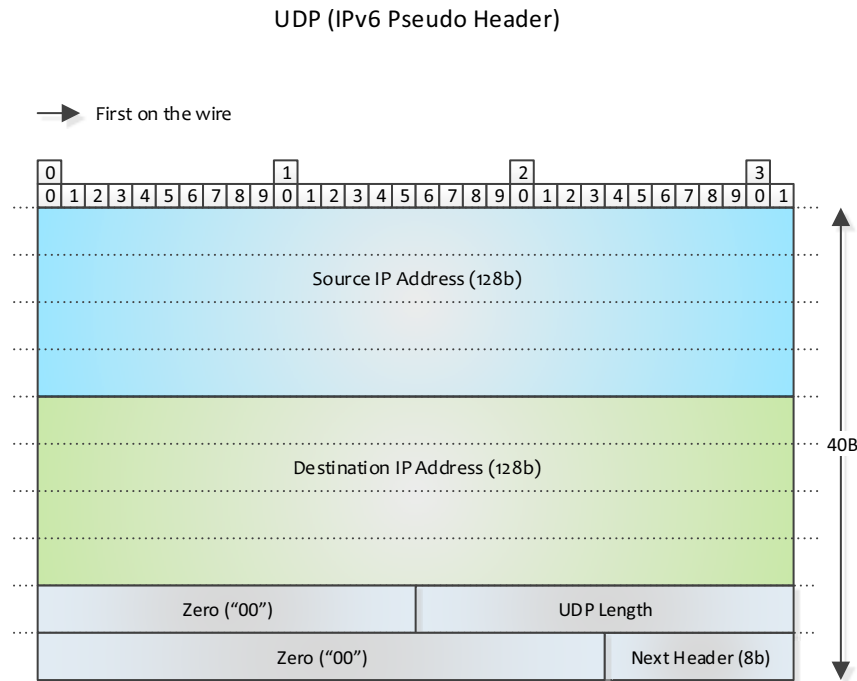 UDP (IPv6 Pseudo Header)
First on the wire
0 1 2 3
0 1 2 3 4 5 6 7 8 9 0 1 2 3 4 5 6 7 8 9 0 1 2 3 4 5 6 7 8 9 0 1
Source IP Address (128b)
40B
Destination IP Address (128b)
Zero (“00”) UDP Length
Zero (“00”) Next Header (8b)